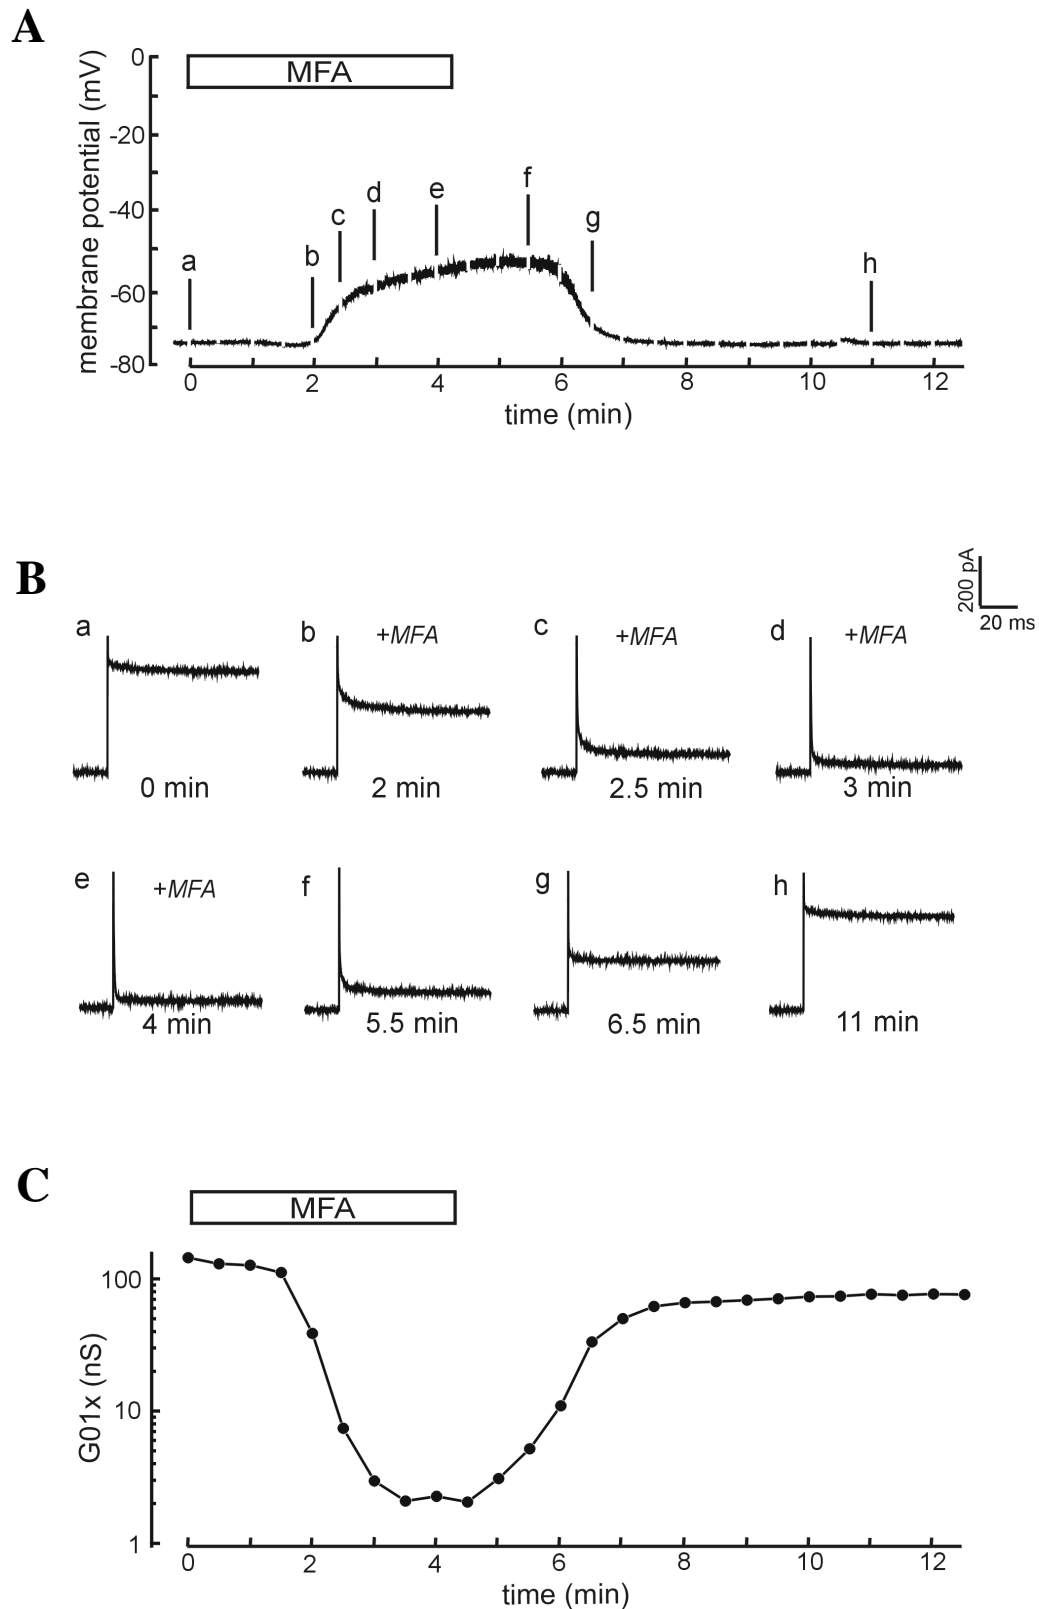 A
MFA
membrane potential (mV)
0
-20
-40
-60
-80
a
b
c
d
e
f
g
h
0 2 4 6 8 10 12
time (min)
B
200 pA
20 ms
a
0 min
b +MFA
2 min
c +MFA
2.5 min
d +MFA
3 min
e +MFA
4 min
f
5.5 min
g
6.5 min
h
11 min
C
MFA
G01x (nS)
100
10
1
0 2 4 6 8 10 12
time (min)